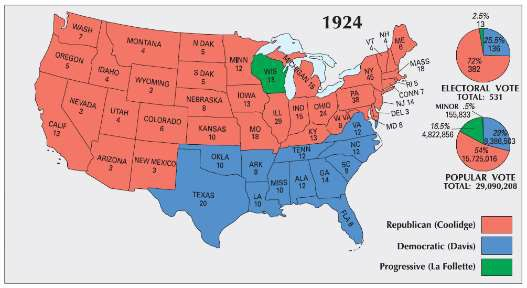 1924
WASH
7
OREGON
5
CALIF
13
NEVADA
3
IDAHO
4
MONTANA
4
WYOMING
3
UTAH
4
COLORADO
6
ARIZONA
3
NEW MEXICO
3
N DAK
5
S DAK
5
NEBRASKA
8
KANSAS
10
OKLA
10
TEXAS
20
MINN
12
IOWA
13
MO
18
ARK
9
LA
10
WIS
13
ILL
29
MICHIGAN 15
IND
15
OHIO
24
KY
13
TENN
12
MISS
10
ALA
12
GA
14
FLA 6
SC
9
NC
12
VA
12
W VA
8
PA
38
NY
45
VT
4
NH
4
ME
6
MASS
18
RI 5
CONN 7
NJ 14
DEL 3
MD 8
2.5%
13
25.5%
136
72%
382
ELECTORAL VOTE
TOTAL: 531
MINOR .5%
155,833
16.5%
4,822,856
29%
8,386,503
54%
15,725,016
POPULAR VOTE
TOTAL: 29,090,208
Republican (Coolidge)
Democratic (Davis)
Progressive (La Follette)